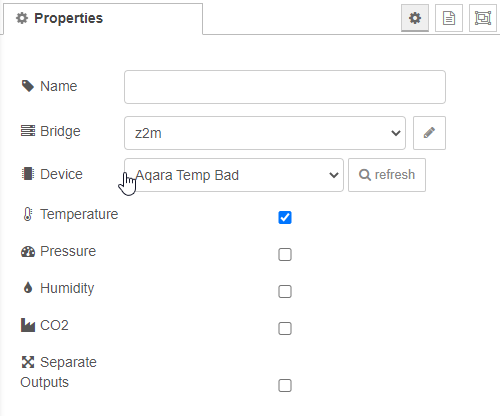 Properties
Name
Bridge z2m
Device Aqara Temp Bad refresh
Temperature
Pressure
Humidity
CO2
Separate
Outputs